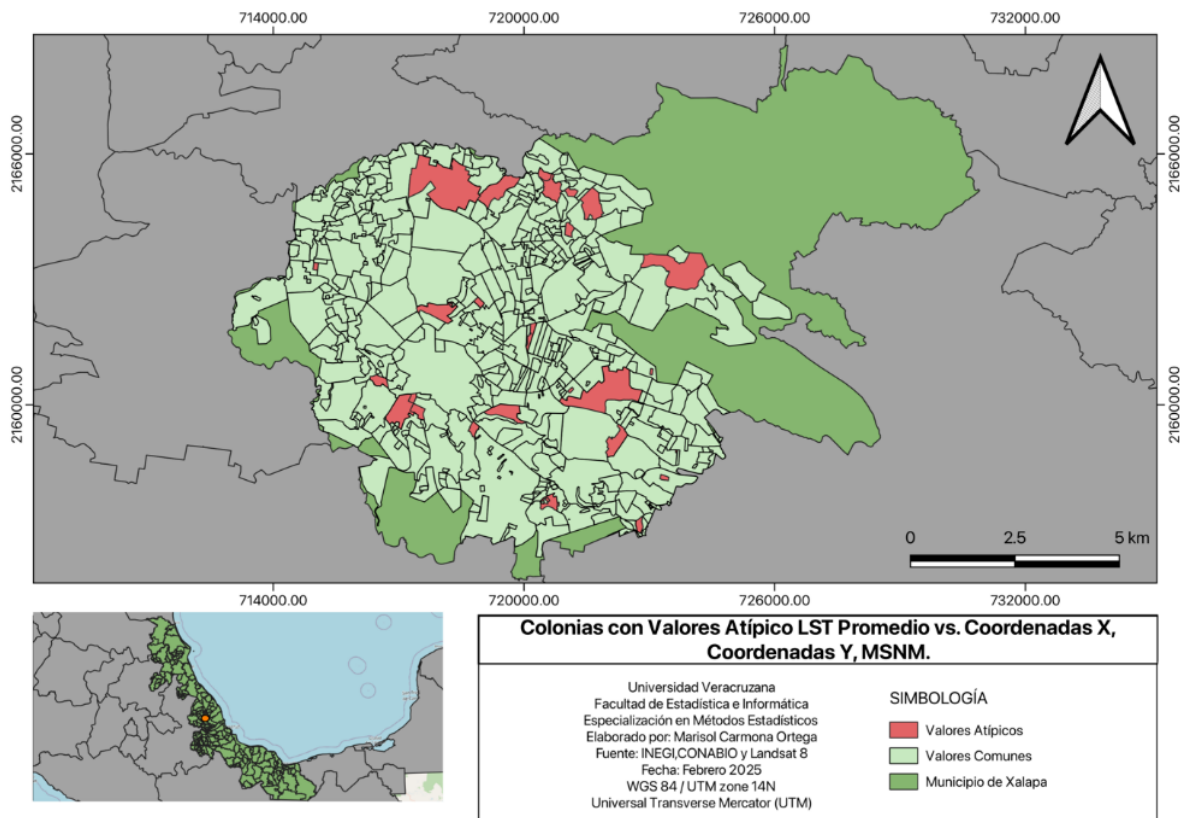 714000.00 720000.00 726000.00 732000.00
2166000.00
2166000.00
2160000.00
2160000.00
0 2.5 5 km
714000.00 720000.00 726000.00 732000.00
Colonias con Valores Atípico LST Promedio vs. Coordenadas X,
Coordenadas Y, MSNM.
Universidad Veracruzana
Facultad de Estadística e Informática
Especialización en Métodos Estadísticos
Elaborado por: Marisol Carmona Ortega
Fuente: INEGI,CONABIO y Landsat 8
Fecha: Febrero 2025
WGS 84 / UTM zone 14N
Universal Transverse Mercator (UTM)
SIMBOLOGÍA
Valores Atípicos
Valores Comunes
Municipio de Xalapa